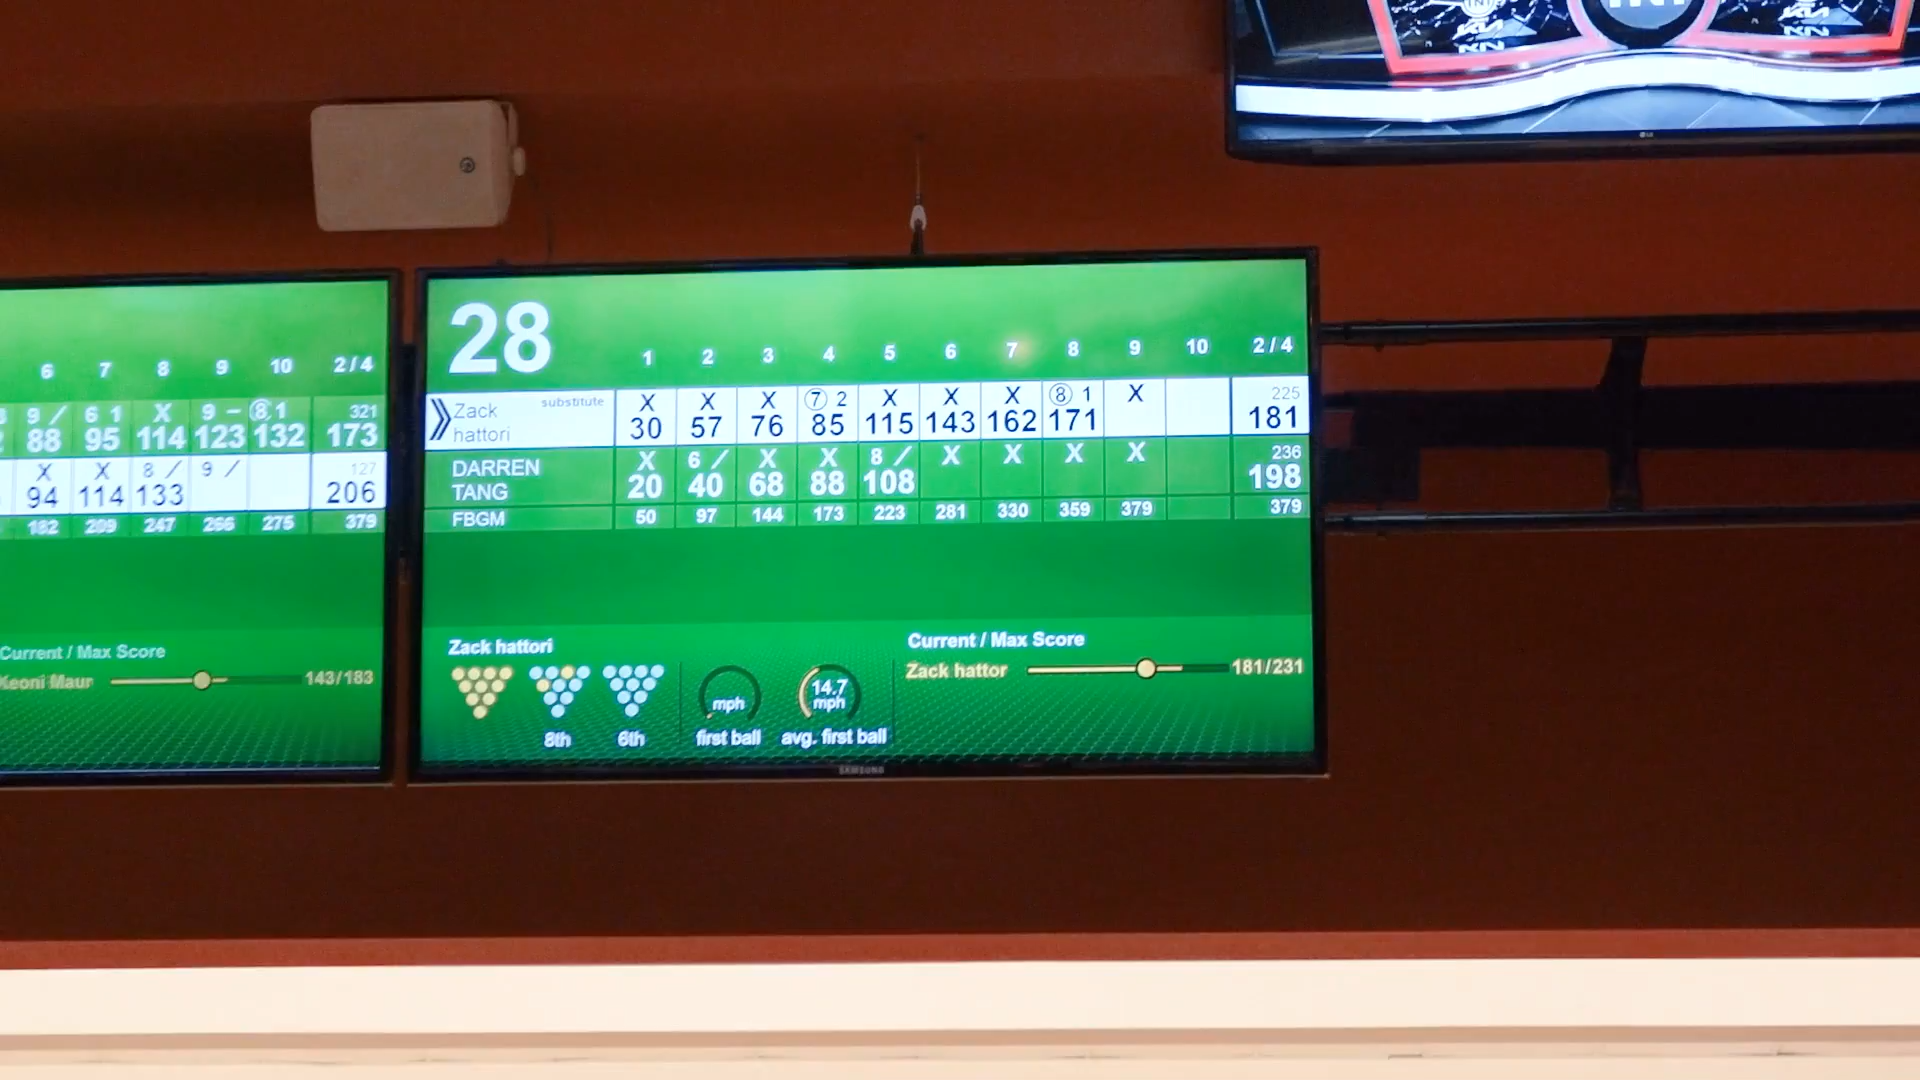 6 7 8 9 10 2 / 4
9 / 6 1 X 9 – 8 1 321
88 95 114 123 132 173
X X 8 / 9 / 127
94 114 133 206
182 209 247 266 275 379
Current / Max Score
Keoni Maur 143/183
28
1 2 3 4 5 6 7 8 9 10 2 / 4
Zack hattori substitute X X X 7 2 X X X 8 1 X 225
30 57 76 85 115 143 162 171 181
DARREN TANG X 6 / X X 8 / X X X X 236
20 40 68 88 108 198
FBGM 50 97 144 173 223 281 330 359 379 379
Zack hattori
8th 6th
mph
first ball
14.7
mph
avg. first ball
Current / Max Score
Zack hattor 181/231
SAMSUNG